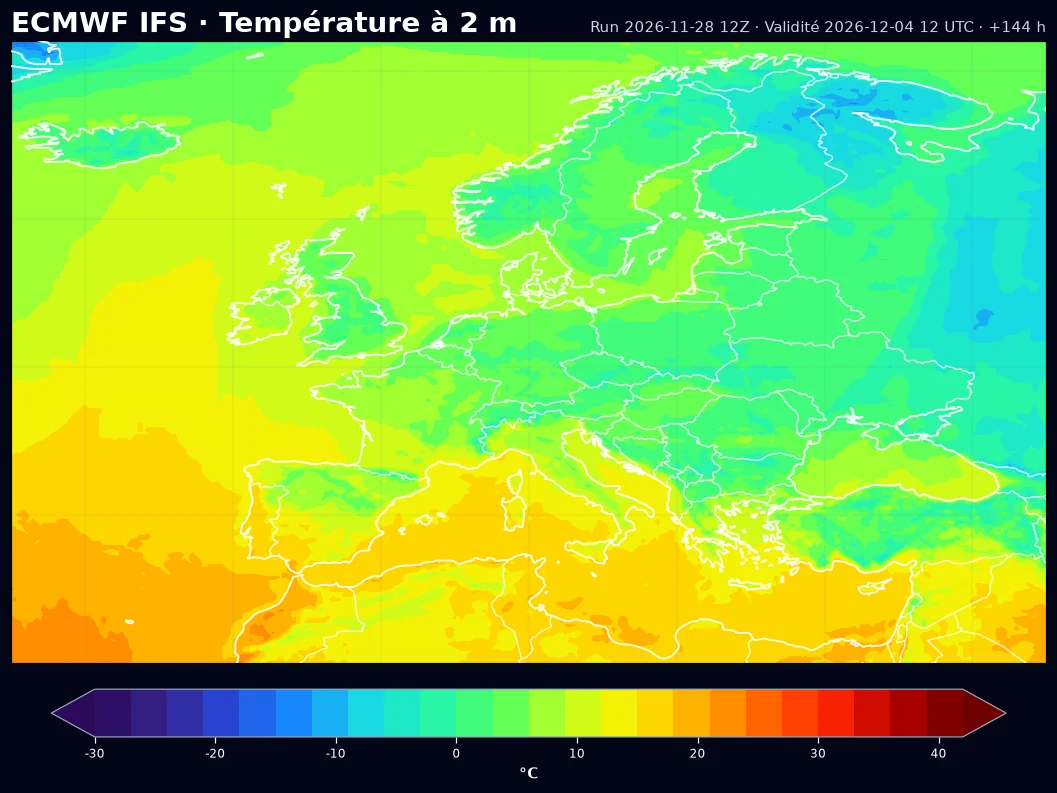 ECMWF IFS · Température à 2 m
Run 2026-11-28 12Z · Validité 2026-12-04 12 UTC · +144 h
-30 -20 -10 0 10 20 30 40
°C